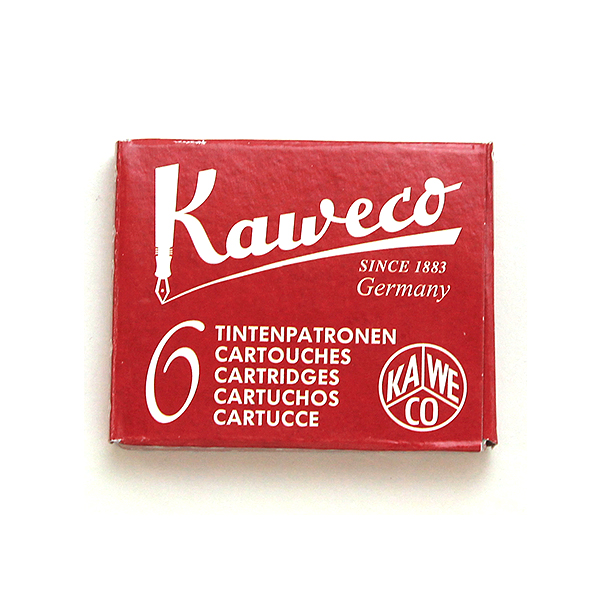 Kaweco
SINCE 1883
Germany
6
TINTENPATRONEN
CARTOUCHES
CARTRIDGES
CARTUCHOS
CARTUCCE
KA WE
CO